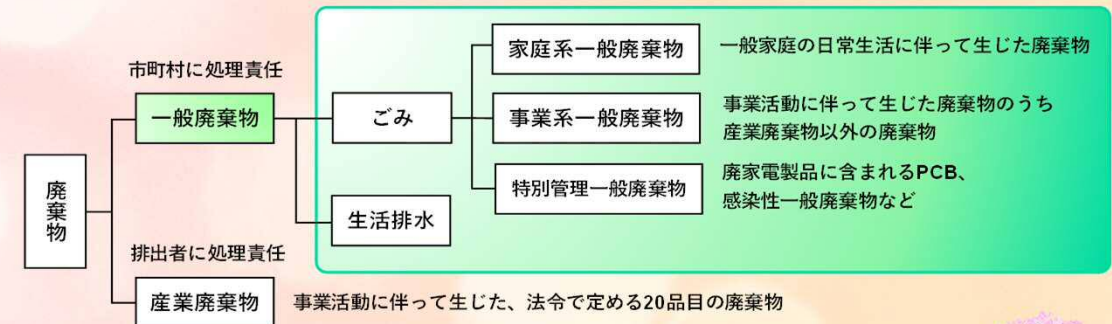 廃棄物
市町村に処理責任
一般廃棄物
ごみ
家庭系一般廃棄物
一般家庭の日常生活に伴って生じた廃棄物
事業系一般廃棄物
事業活動に伴って生じた廃棄物のうち
産業廃棄物以外の廃棄物
特別管理一般廃棄物
廃家電製品に含まれるPCB、
感染性一般廃棄物など
生活排水
排出者に処理責任
産業廃棄物
事業活動に伴って生じた、法令で定める20品目の廃棄物